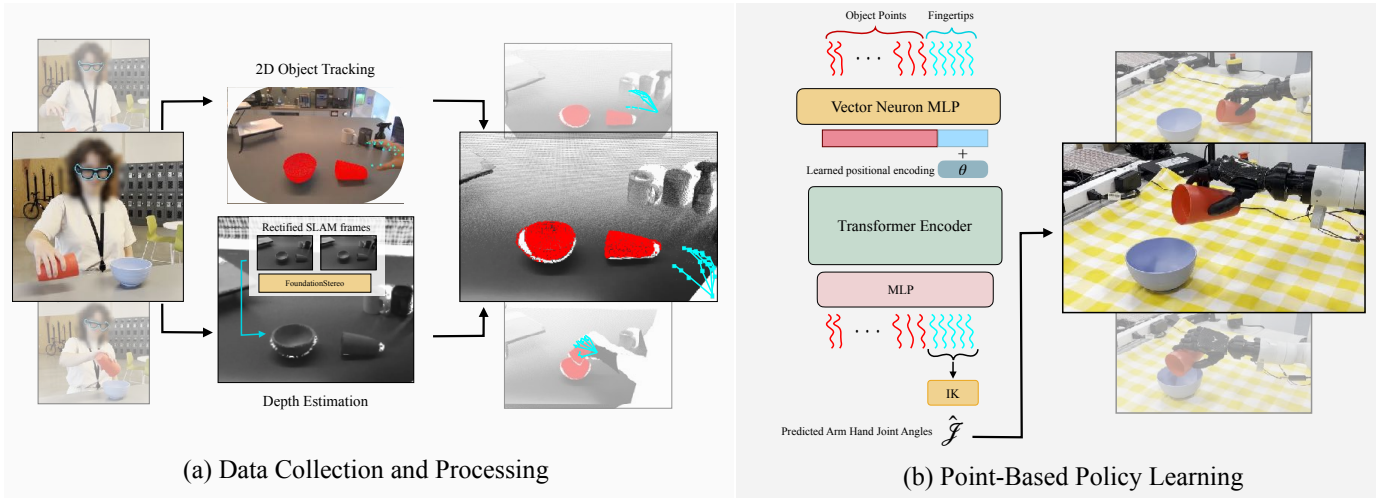 2D Object Tracking
Rectified SLAM frames
FoundationStereo
Depth Estimation
(a) Data Collection and Processing
Object Points
Fingertips
. . .
Vector Neuron MLP
+
Learned positional encoding
θ
Transformer Encoder
MLP
. . .
IK
Predicted Arm Hand Joint Angles
𝒥̂
(b) Point-Based Policy Learning